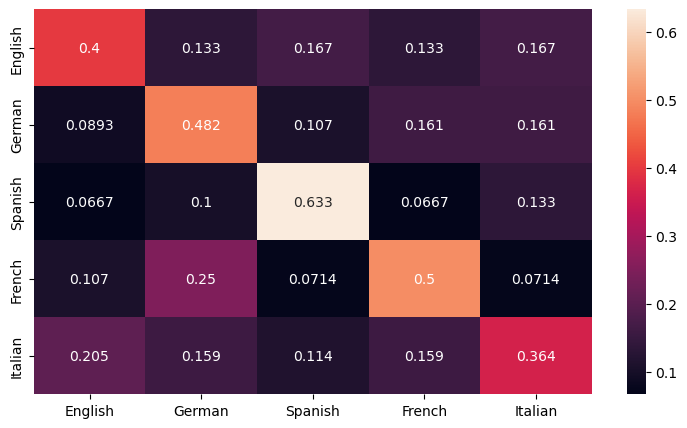 English 0.4 0.133 0.167 0.133 0.167
German 0.0893 0.482 0.107 0.161 0.161
Spanish 0.0667 0.1 0.633 0.0667 0.133
French 0.107 0.25 0.0714 0.5 0.0714
Italian 0.205 0.159 0.114 0.159 0.364
English German Spanish French Italian
0.6
0.5
0.4
0.3
0.2
0.1